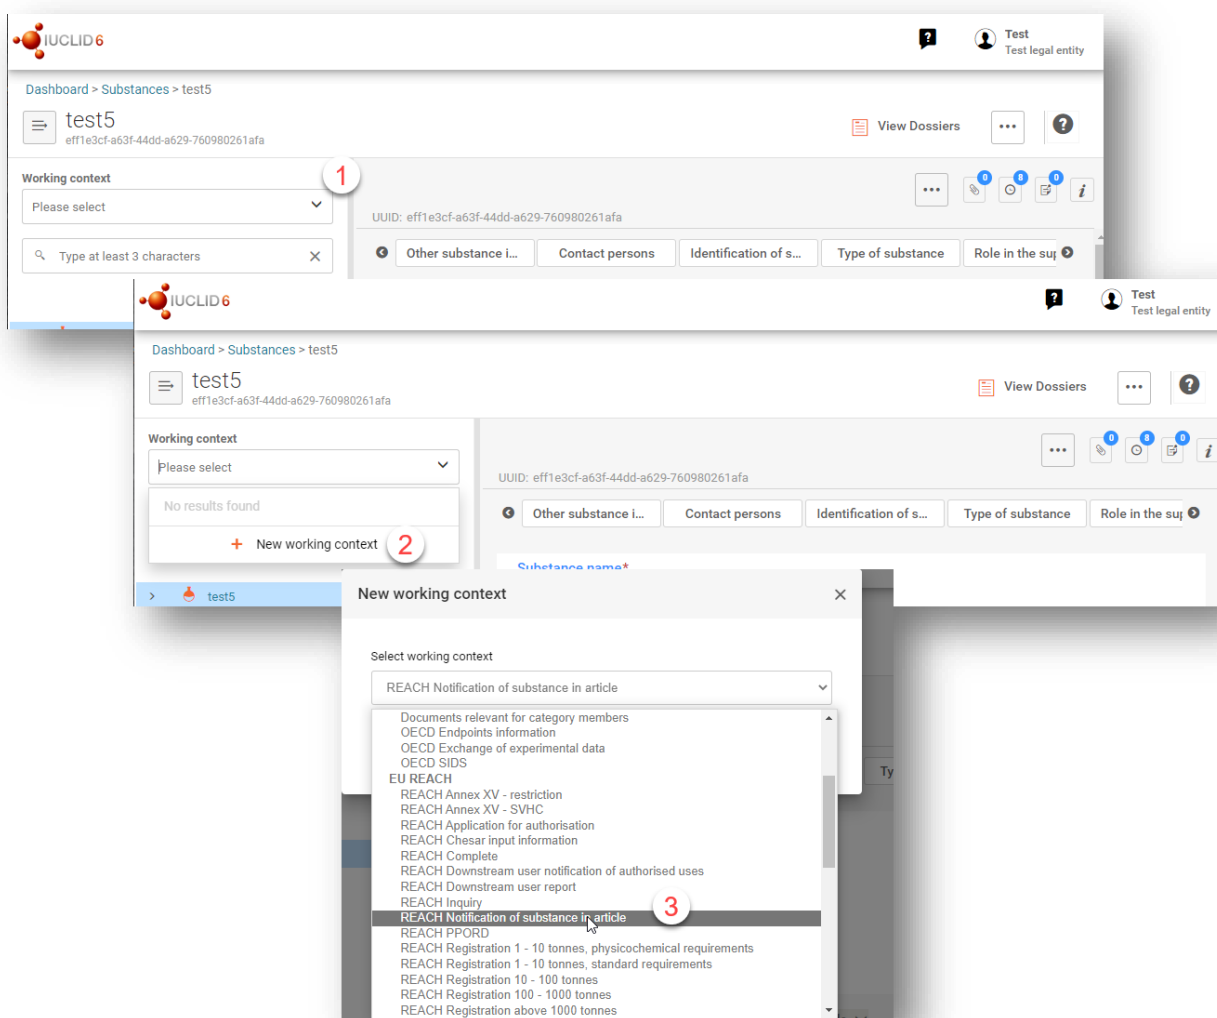 IUCLID 6
Test
Test legal entity
Dashboard > Substances > test5
test5
eff1e3cf-a63f-44dd-a629-760980261afa
View Dossiers
Working context
1
Please select
0
8
0
i
UUID: eff1e3cf-a63f-44dd-a629-760980261afa
Type at least 3 characters
Other substance i...
Contact persons
Identification of s...
Type of substance
Role in the sup
IUCLID 6
Test
Test legal entity
Dashboard > Substances > test5
test5
eff1e3cf-a63f-44dd-a629-760980261afa
View Dossiers
Working context
Please select
0
8
0
i
UUID: eff1e3cf-a63f-44dd-a629-760980261afa
No results found
Other substance i...
Contact persons
Identification of s...
Type of substance
Role in the sup
+ New working context
2
Substance name*
test5
New working context
Select working context
REACH Notification of substance in article
Documents relevant for category members
OECD Endpoints information
OECD Exchange of experimental data
OECD SIDS
EU REACH
Ty
REACH Annex XV - restriction
REACH Annex XV - SVHC
REACH Application for authorisation
REACH Chesar input information
REACH Complete
REACH Downstream user notification of authorised uses
REACH Downstream user report
REACH Inquiry
3
REACH Notification of substance in article
REACH PPORD
REACH Registration 1 - 10 tonnes, physicochemical requirements
REACH Registration 1 - 10 tonnes, standard requirements
REACH Registration 10 - 100 tonnes
REACH Registration 100 - 1000 tonnes
REACH Registration above 1000 tonnes